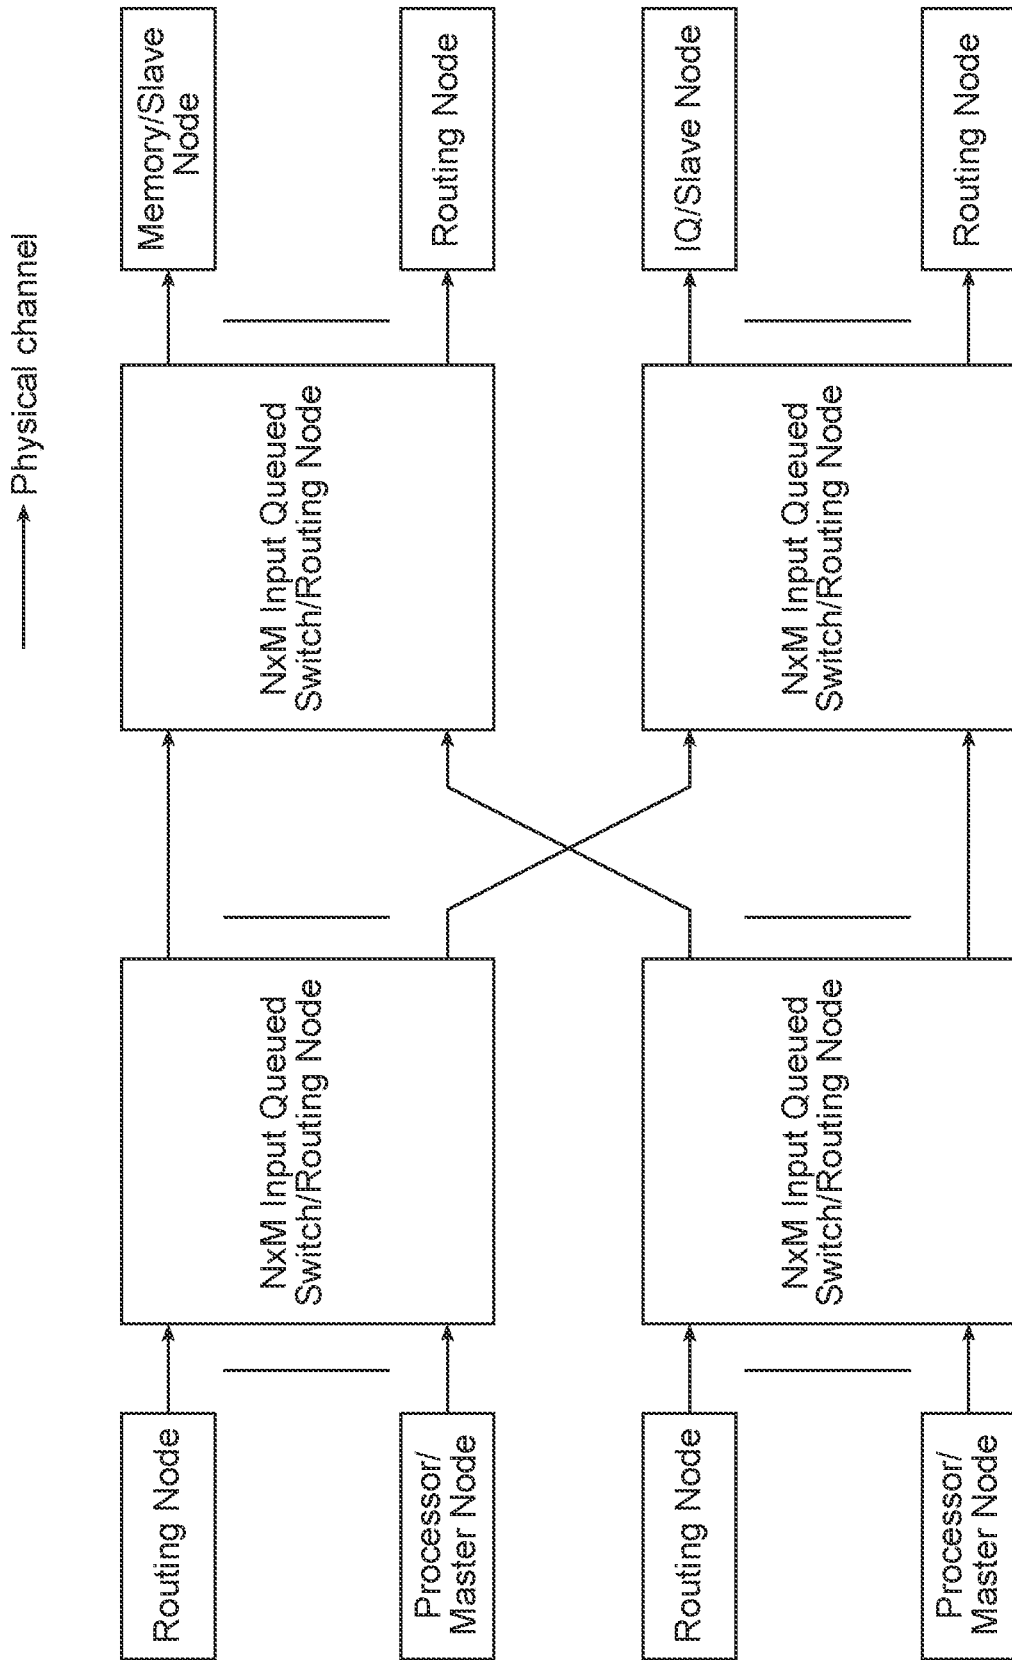 Physical channel
Routing Node
NxM Input Queued
Switch/Routing Node
NxM Input Queued
Switch/Routing Node
Memory/Slave
Node
Processor/
Master Node
Routing Node
Routing Node
NxM Input Queued
Switch/Routing Node
NxM Input Queued
Switch/Routing Node
IQ/Slave Node
Processor/
Master Node
Routing Node